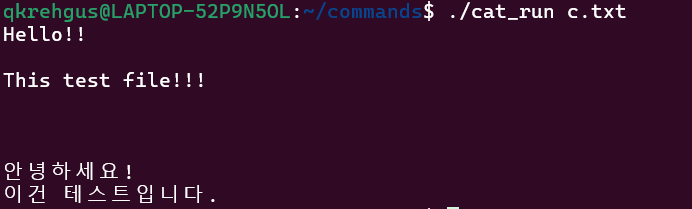 qkrehgus@LAPTOP-52P9N5OL:~/commands$ ./cat_run c.txt
Hello!!
This test file!!!
안녕하세요!
이건 테스트입니다.